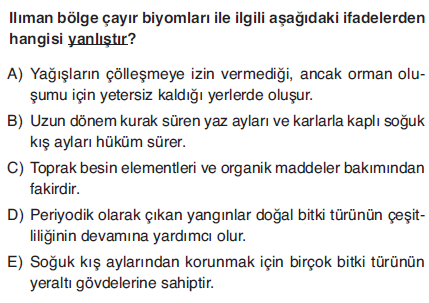 Ilıman bölge çayır biyomları ile ilgili aşağıdaki ifadelerden
hangisi yanlıştır?
A) Yağışların çölleşmeye izin vermediği, ancak orman olu-
şumu için yetersiz kaldığı yerlerde oluşur.
B) Uzun dönem kurak süren yaz ayları ve karlarla kaplı soğuk
kış ayları hüküm sürer.
C) Toprak besin elementleri ve organik maddeler bakımından
fakirdir.
D) Periyodik olarak çıkan yangınlar doğal bitki türünün çeşit-
liliğinin devamına yardımcı olur.
E) Soğuk kış aylarından korunmak için birçok bitki türünün
yeraltı gövdelerine sahiptir.